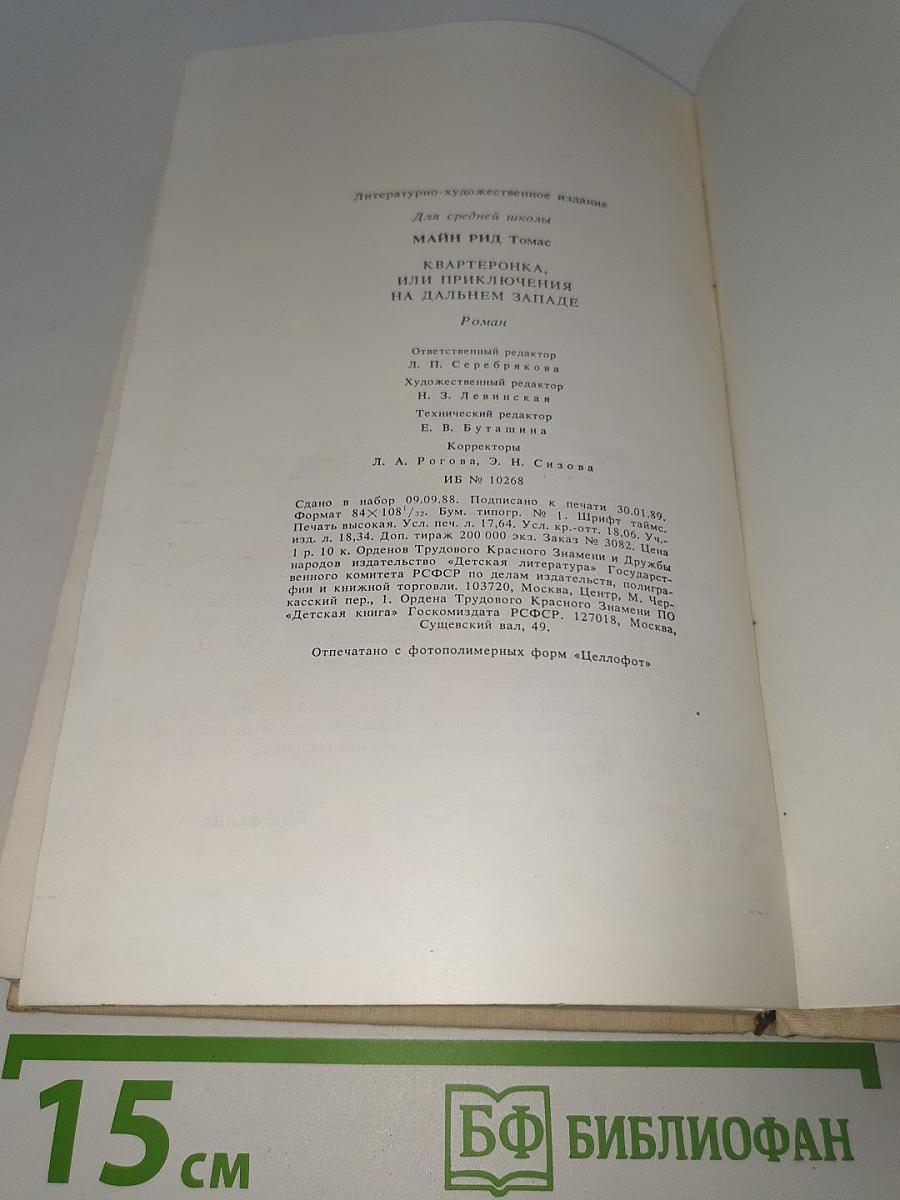 Литературно-художественное издание
Для средней школы
МАЙН РИД Томас
КВАРТЕРОНКА,
ИЛИ ПРИКЛЮЧЕНИЯ
НА ДАЛЬНЕМ ЗАПАДЕ
Роман
Ответственный редактор
Л. П. Серебрякова
Художественный редактор
Н. З. Левинская
Технический редактор
Е. В. Буташина
Корректоры
Л. А. Рогова, Э. Н. Сизова
ИБ № 10268
Сдано в набор 09.09.88. Подписано к печати 30.01.89.
Формат 84×108¹/₃₂. Бум. типогр. № 1. Шрифт таймс.
Печать высокая. Усл. печ. л. 17,64. Усл. кр.-отт. 18,06. Уч.-
изд. л. 18,34. Доп. тираж 200 000 экз. Заказ № 3082. Цена
1 р. 10 к. Орденов Трудового Красного Знамени и Дружбы
народов издательство «Детская литература» Государст-
венного комитета РСФСР по делам издательств, полигра-
фии и книжной торговли. 103720, Москва, Центр, М. Чер-
касский пер., 1. Ордена Трудового Красного Знамени ПО
«Детская книга» Госкомиздата РСФСР. 127018, Москва,
Сущевский вал, 49.
Отпечатано с фотополимерных форм «Целлофот»
15 см
БФ БИБЛИОФАН